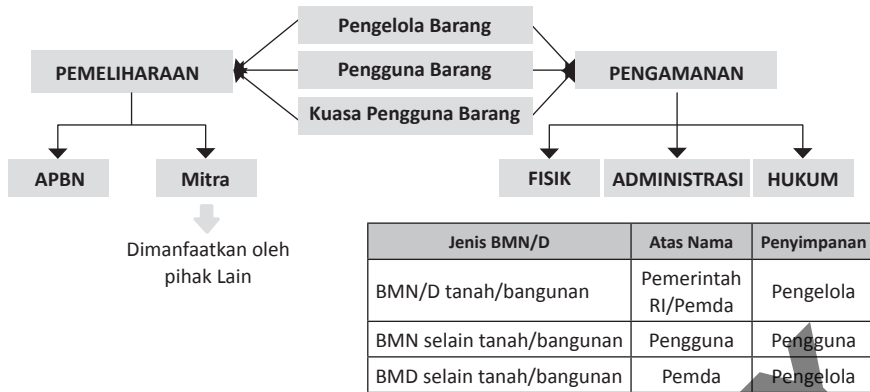 Pengelola Barang
PEMELIHARAAN
Pengguna Barang
PENGAMANAN
Kuasa Pengguna Barang
APBN
Mitra
FISIK
ADMINISTRASI
HUKUM
Dimanfaatkan oleh
pihak Lain
Jenis BMN/D Atas Nama Penyimpanan
BMN/D tanah/bangunan Pemerintah RI/Pemda Pengelola
BMN selain tanah/bangunan Pengguna Pengguna
BMD selain tanah/bangunan Pemda Pengelola